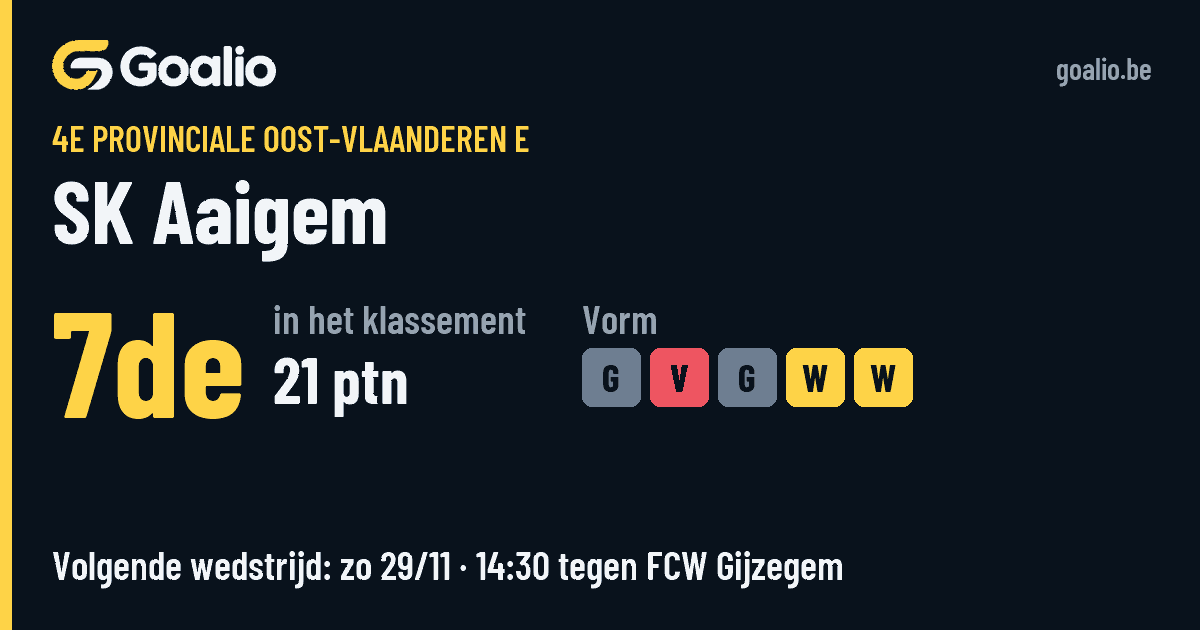 Goalio
goalio.be
4E PROVINCIALE OOST-VLAANDEREN E
SK Aaigem
7de
in het klassement
21 ptn
Vorm
G V G W W
Volgende wedstrijd: zo 29/11 · 14:30 tegen FCW Gijzegem